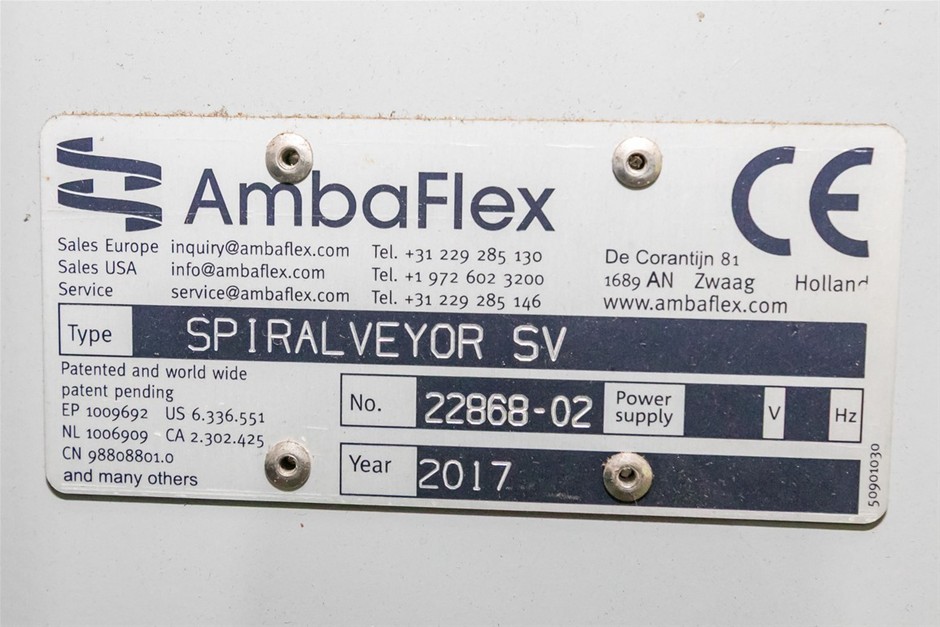 AmbaFlex
CE
Sales Europe inquiry@ambaflex.com Tel. +31 229 285 130
Sales USA info@ambaflex.com Tel. +1 972 602 3200
Service service@ambaflex.com Tel. +31 229 285 146
De Corantijn 81
1689 AN Zwaag Holland
www.ambaflex.com
Type SPIRALVEYOR SV
Patented and world wide
patent pending
EP 1009692 US 6.336.551
NL 1006909 CA 2.302.425
CN 98808801.0
and many others
No. 22868-02 Power supply V Hz
Year 2017
50901030